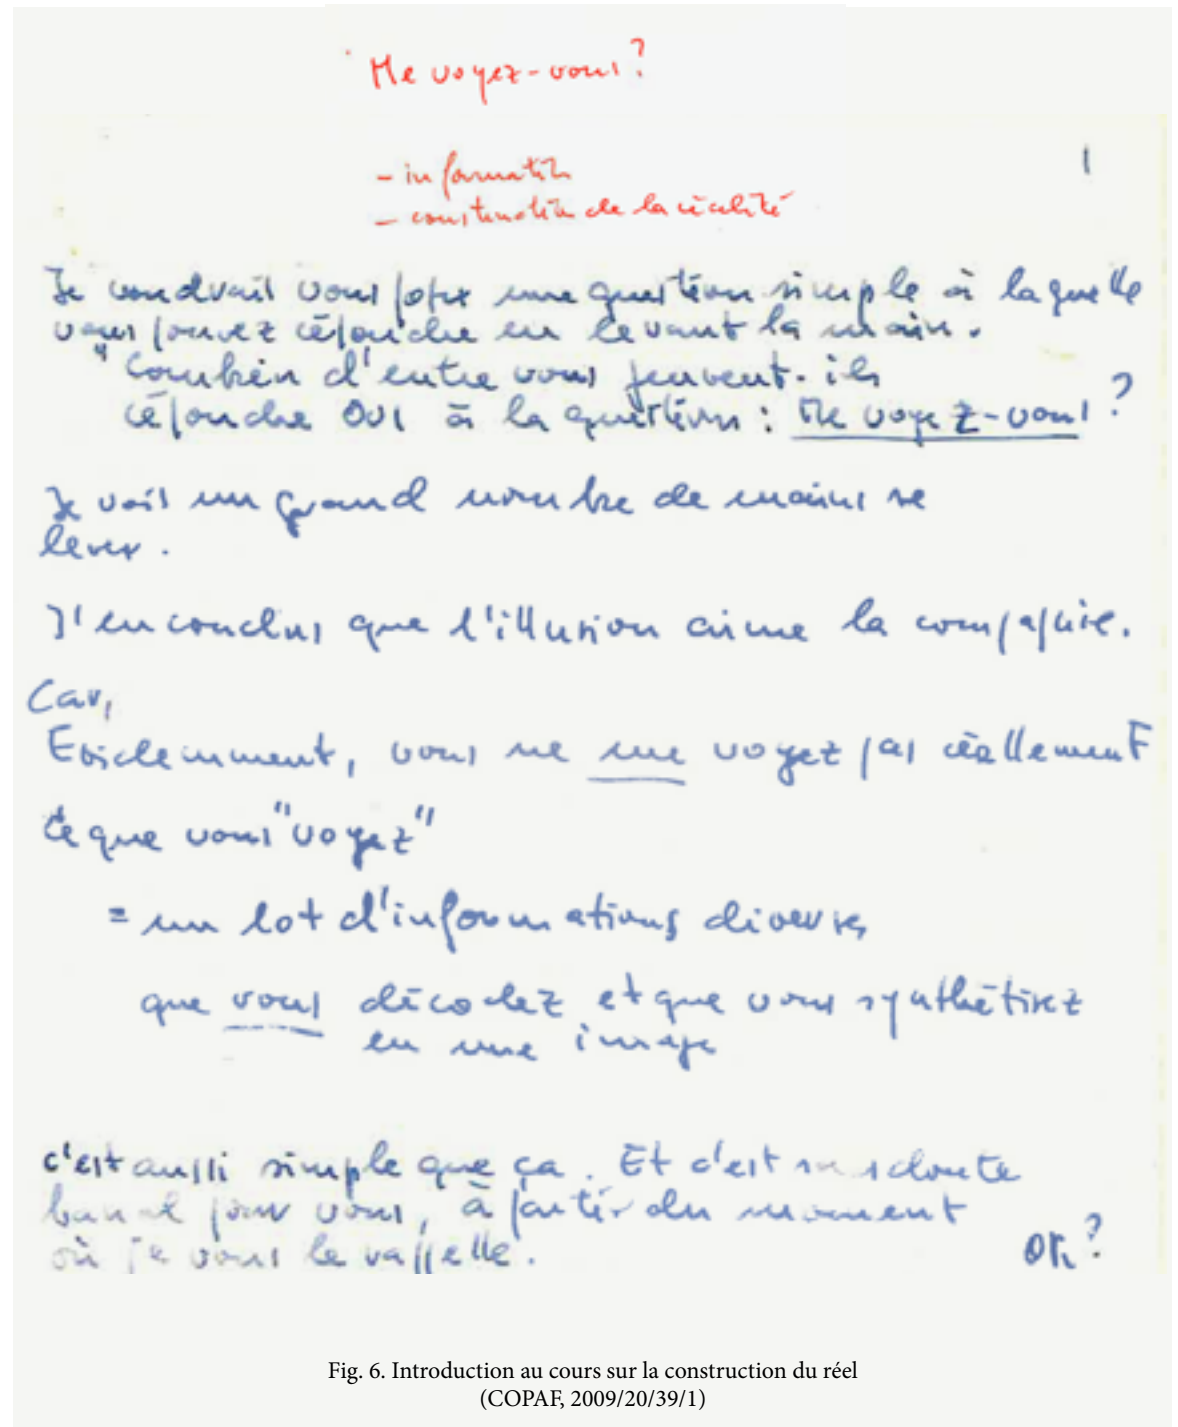 Me voyez-vous?
1
- information
- construction de la réalité
Je voudrais vous poser une question simple à laquelle
vous pouvez répondre en levant la main.
"Combien d'entre vous peuvent-ils
répondre OUI à la question : Me voyez-vous?
Je vois un grand nombre de mains se
lever.
J'en conclus que l'illusion aime la compagnie.
Car,
Evidemment, vous ne me voyez pas réellement
Ce que vous "voyez"
= un lot d'informations diverses
que vous décodez et que vous synthétisez
en une image
c'est aussi simple que ça. Et c'est sans doute
banal pour vous, à partir du moment
où je vous le rappelle.
OK?
Fig. 6. Introduction au cours sur la construction du réel
(COPAF, 2009/20/39/1)